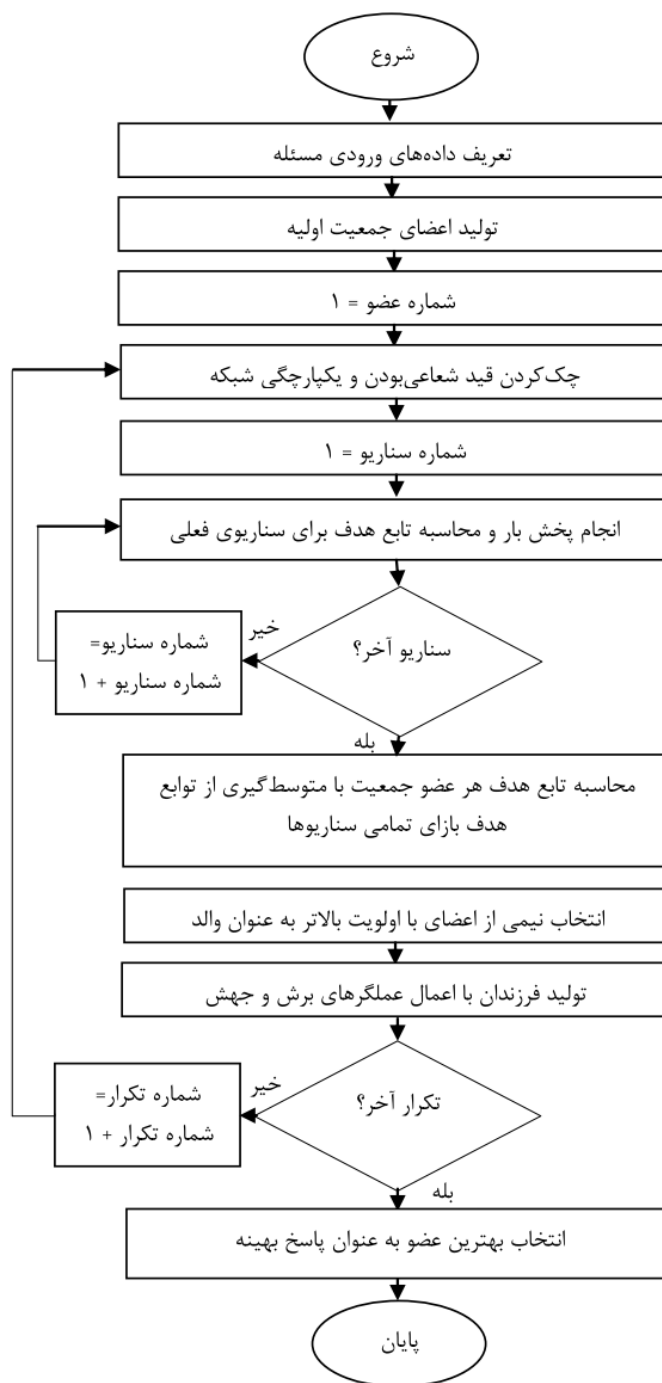 شروع
تعریف داده‌های ورودی مسئله
تولید اعضای جمعیت اولیه
شماره عضو = ۱
چک‌کردن قید شعاعی‌بودن و یکپارچگی شبکه
شماره سناریو = ۱
انجام پخش بار و محاسبه تابع هدف برای سناریوی فعلی
سناریو آخر؟
خیر
شماره سناریو=
شماره سناریو + ۱
بله
محاسبه تابع هدف هر عضو جمعیت با متوسط‌گیری از توابع
هدف بازای تمامی سناریوها
انتخاب نیمی از اعضای با اولویت بالاتر به عنوان والد
تولید فرزندان با اعمال عملگرهای برش و جهش
تکرار آخر؟
خیر
شماره تکرار=
شماره تکرار + ۱
بله
انتخاب بهترین عضو به عنوان پاسخ بهینه
پایان